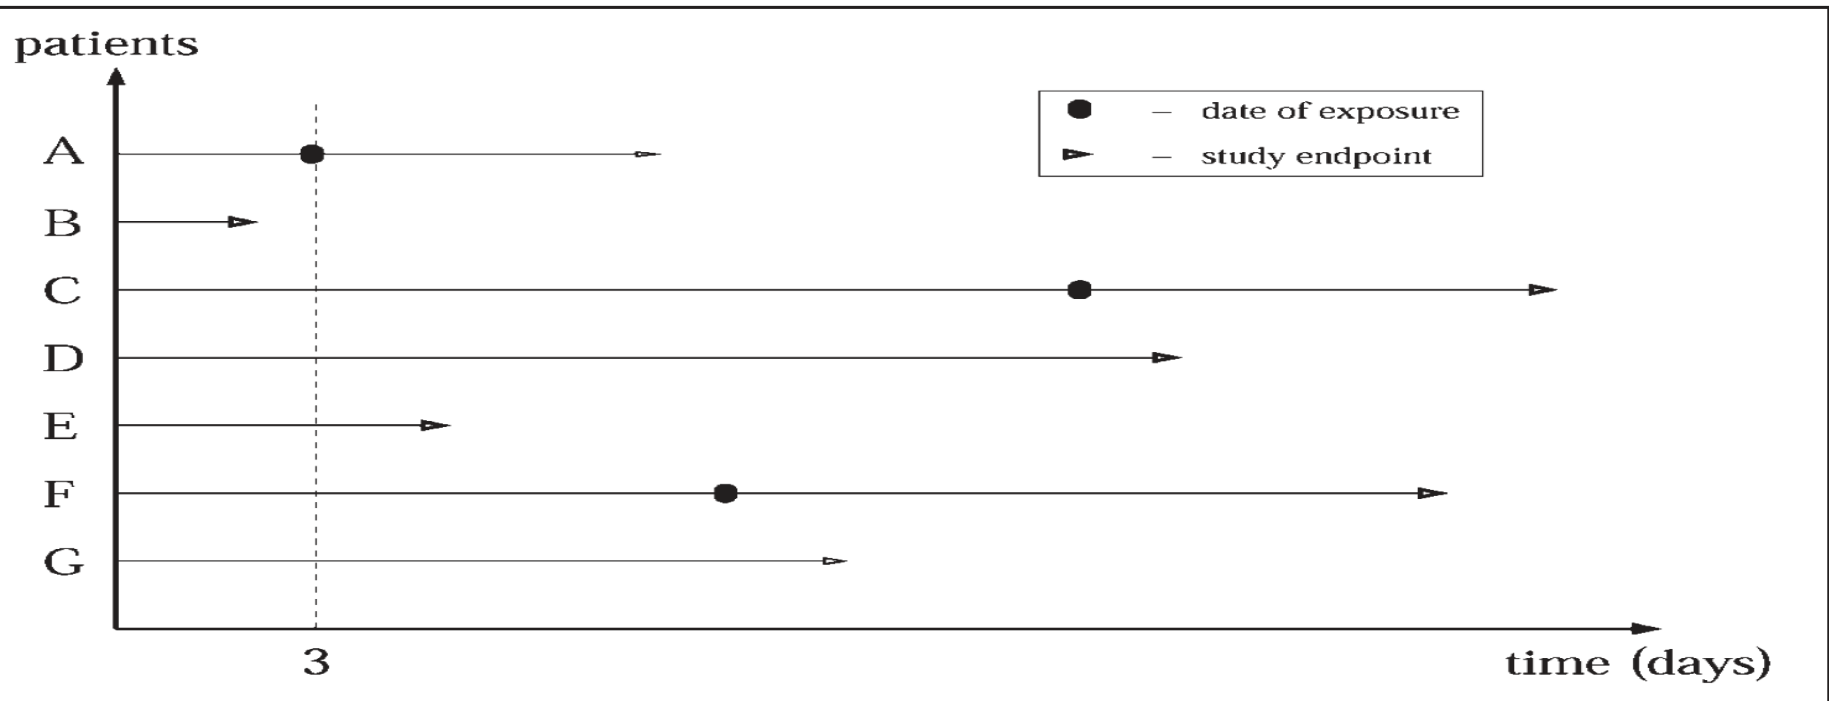 patients
– date of exposure
– study endpoint
A
B
C
D
E
F
G
3
time (days)